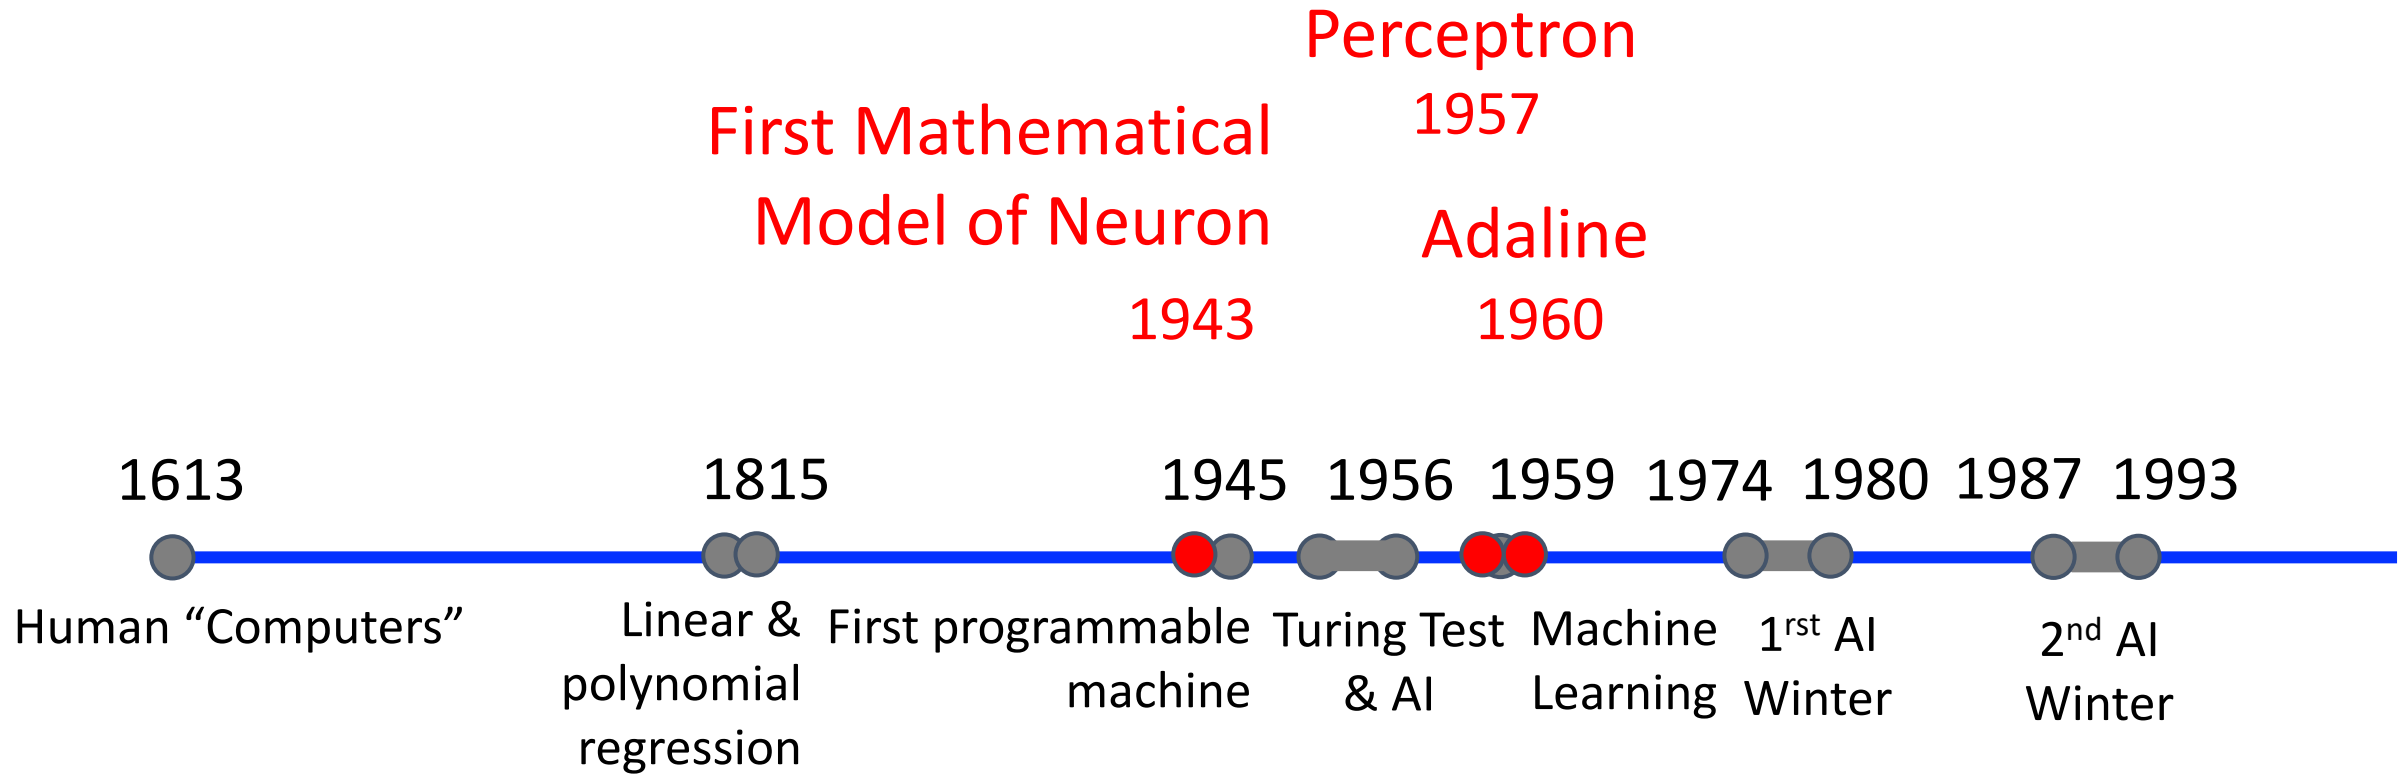 Perceptron
1957
First Mathematical
Model of Neuron
1943
Adaline
1960
1613
1815
1945
1956
1959
1974
1980
1987
1993
Human “Computers”
Linear &
polynomial
regression
First programmable
machine
Turing Test
& AI
Machine
Learning
1rst AI
Winter
2nd AI
Winter